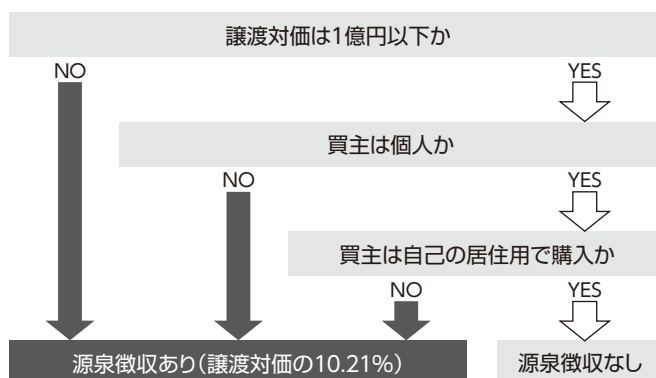 譲渡対価は1億円以下か
NO
YES
買主は個人か
NO
YES
買主は自己の居住用で購入か
NO
YES
源泉徴収あり(譲渡対価の10.21%)
源泉徴収なし